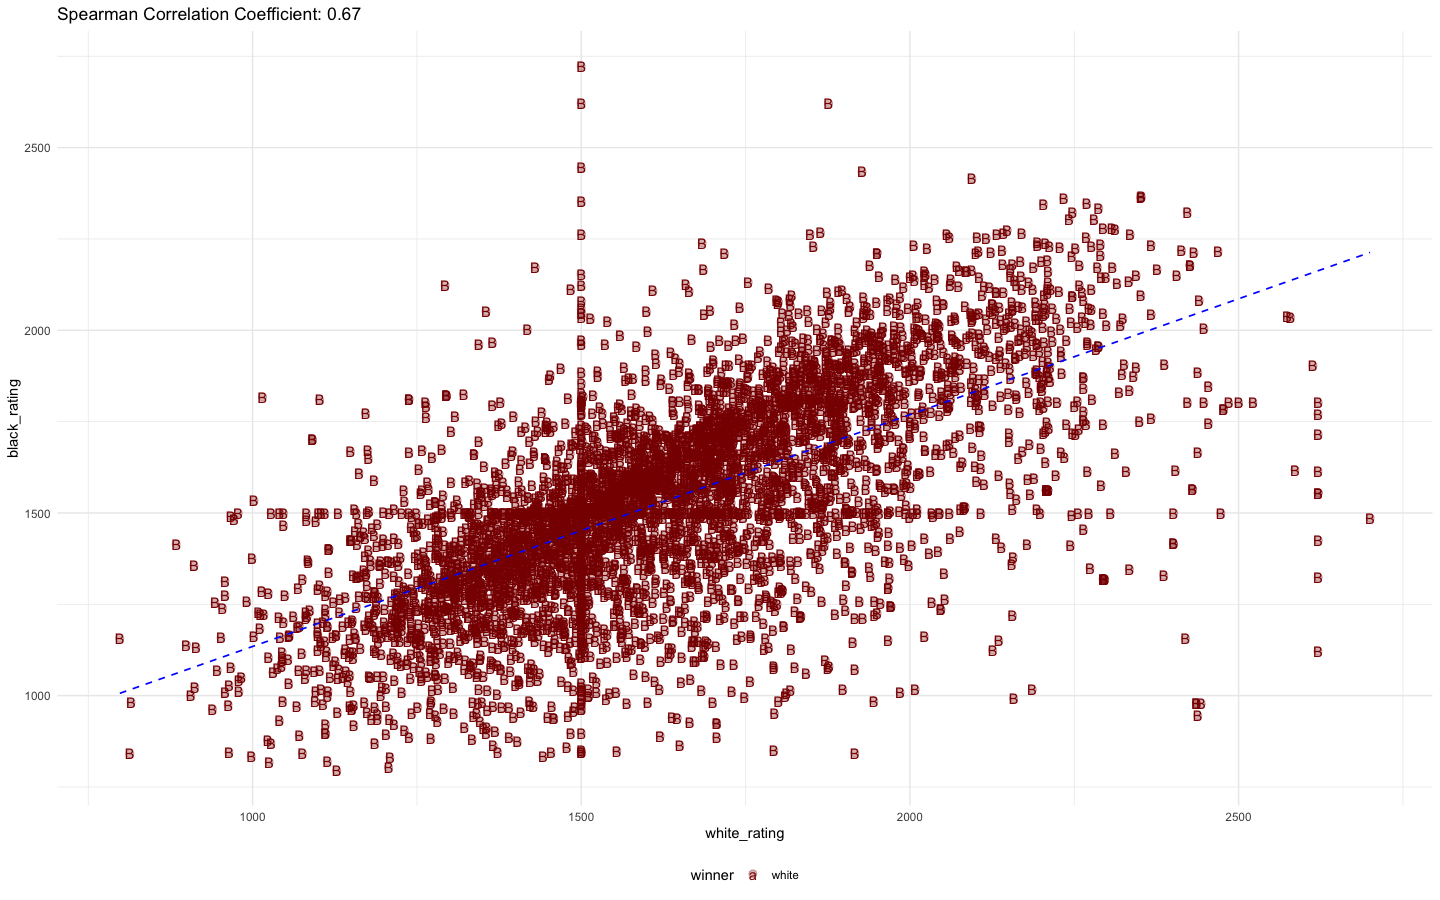 Spearman Correlation Coefficient: 0.67
black_rating
2500
2000
1500
1000
1000 1500 2000 2500
white_rating
winner a white